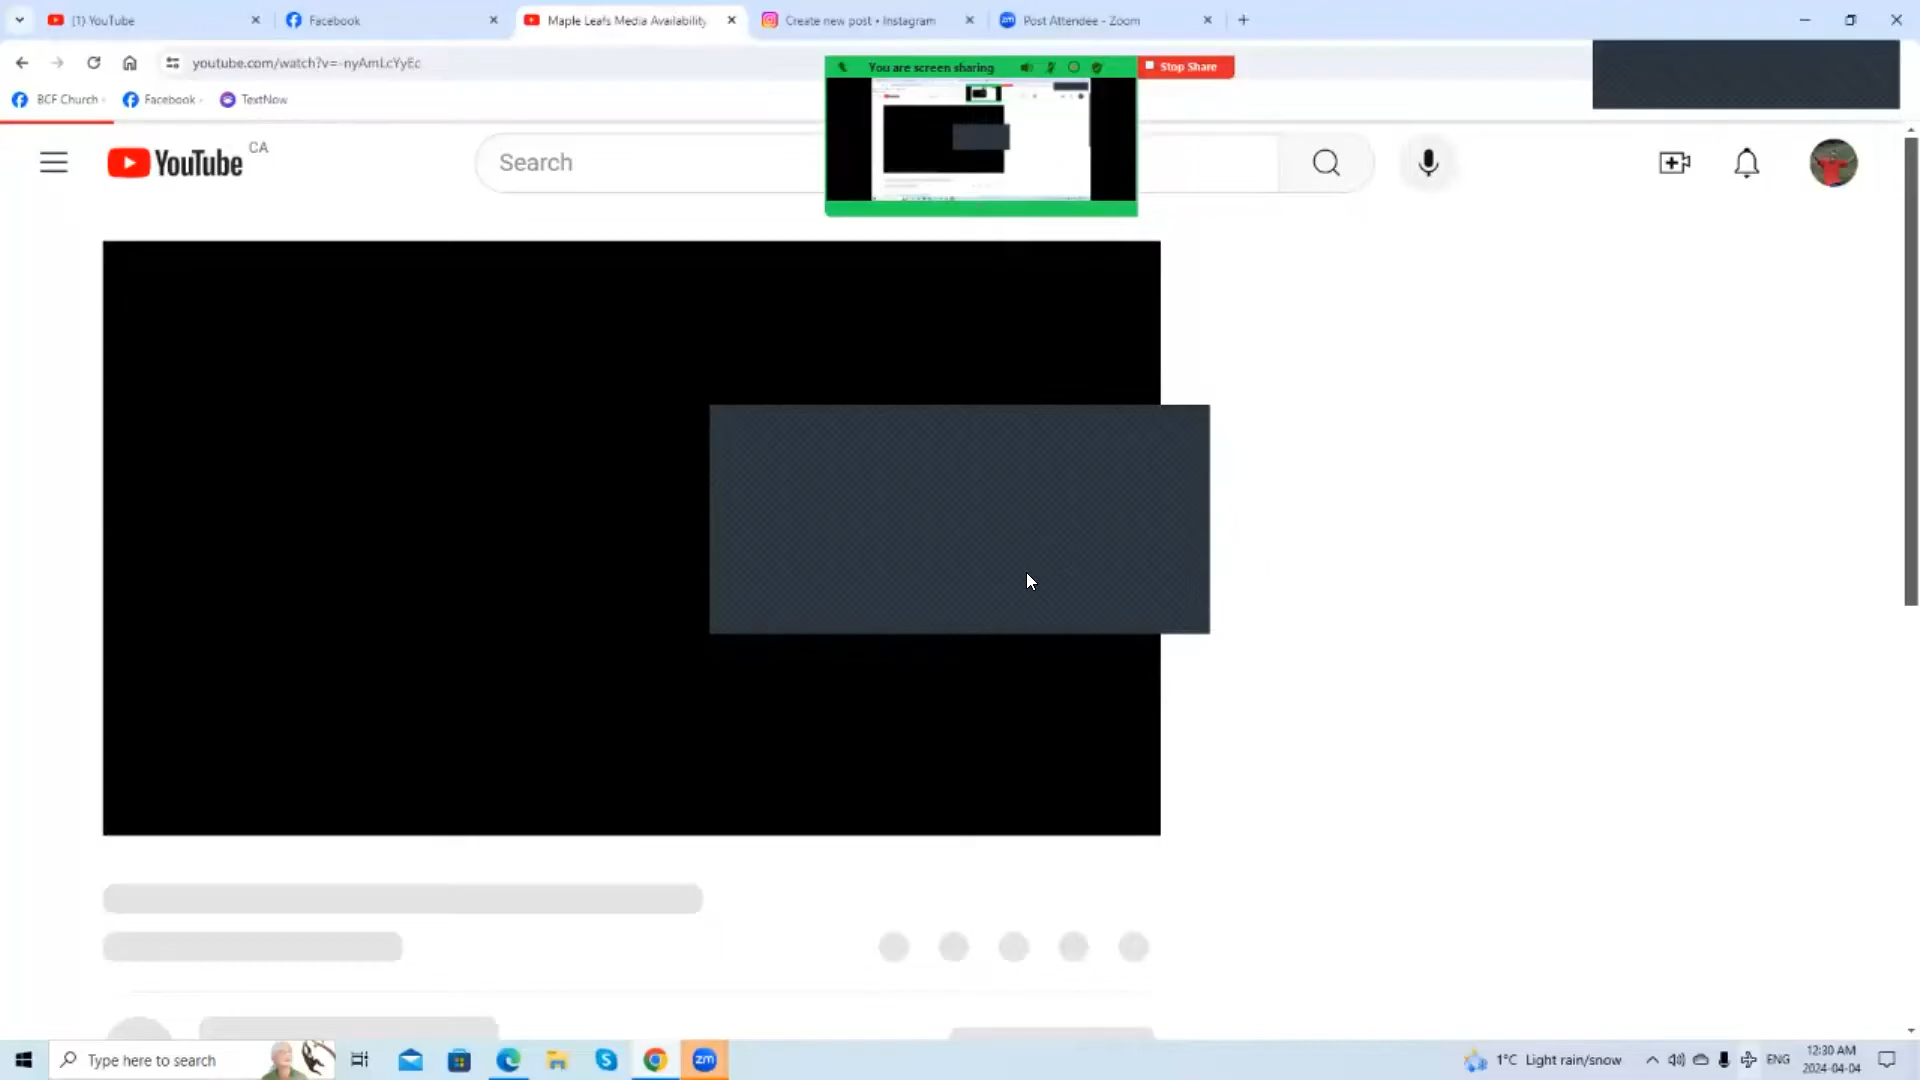 (1) YouTube
Facebook
Maple Leafs Media Availability
Create new post • Instagram
Post Attendee - Zoom
youtube.com/watch?v=-nyAmLcYyEc
You are screen sharing
Stop Share
BCF Church -
Facebook -
TextNow
YouTube CA
Search
Type here to search
zm
1°C Light rain/snow
ENG
12:30 AM
2024-04-04